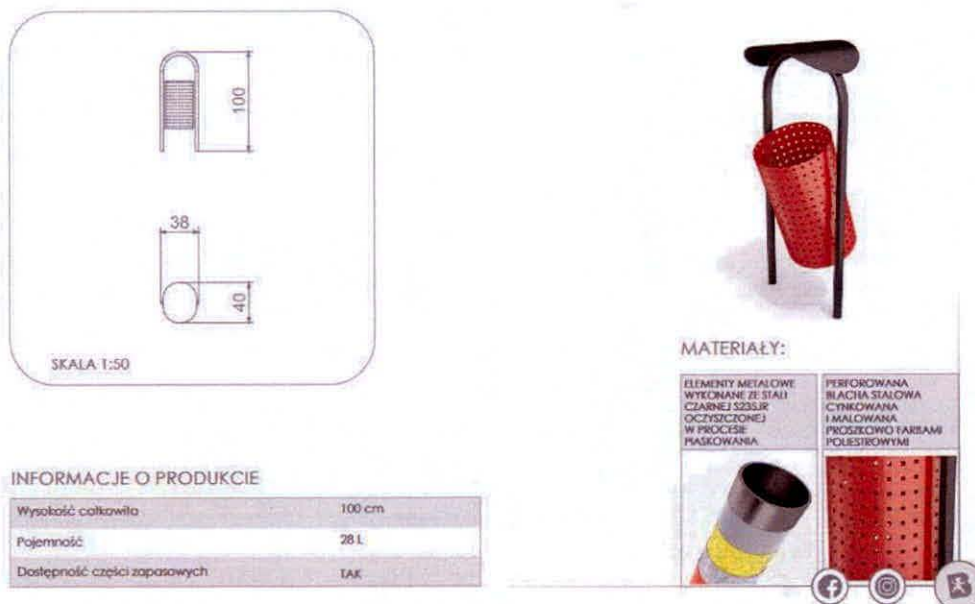 100
38
40
SKALA 1:50
INFORMACJE O PRODUKCIE
Wysokość całkowita 100 cm
Pojemność 28 L
Dostępność części zapasowych TAK
MATERIAŁY:
ELEMENTY METALOWE
WYKONANE ZE STALI
CZARNEJ S235JR
OCZYSZCZONEJ
W PROCESIE
PIASKOWANIA
PERFOROWANA
BLACHA STALOWA
CYNKOWANA
I MALOWANA
PROSZKOWO FARBAMI
POLIESTROWYMI